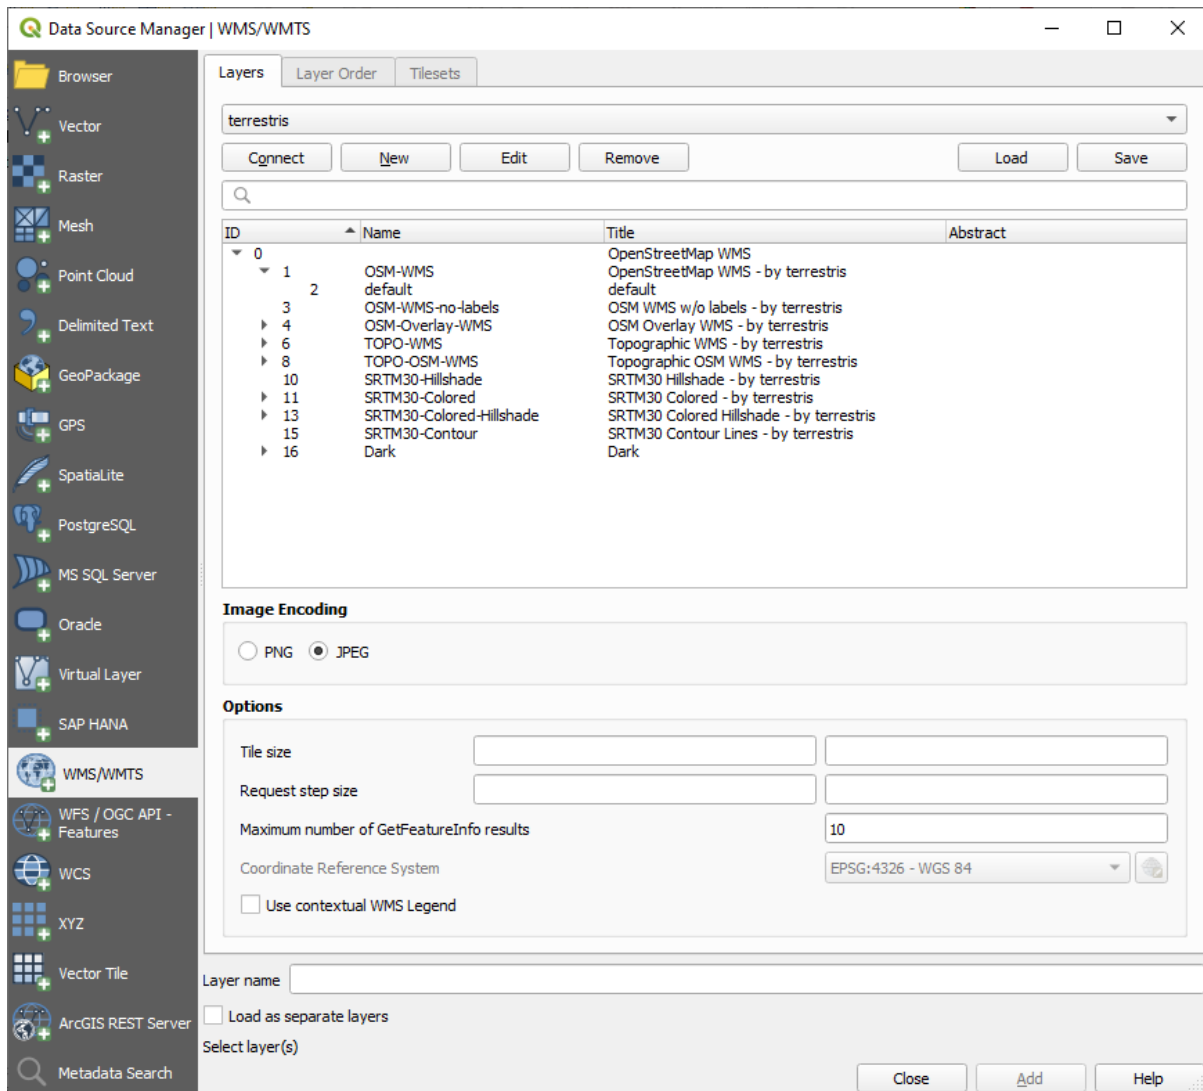 Data Source Manager | WMS/WMTS
Browser
Vector
Raster
Mesh
Point Cloud
Delimited Text
GeoPackage
GPS
SpatiaLite
PostgreSQL
MS SQL Server
Oracle
Virtual Layer
SAP HANA
WMS/WMTS
WFS / OGC API -
Features
WCS
XYZ
Vector Tile
ArcGIS REST Server
Metadata Search
Layers Layer Order Tilesets
terrestris
Connect New Edit Remove Load Save
ID Name Title Abstract
0 OpenStreetMap WMS
1 OSM-WMS OpenStreetMap WMS - by terrestris
2 default default
3 OSM-WMS-no-labels OSM WMS w/o labels - by terrestris
4 OSM-Overlay-WMS OSM Overlay WMS - by terrestris
6 TOPO-WMS Topographic WMS - by terrestris
8 TOPO-OSM-WMS Topographic OSM WMS - by terrestris
10 SRTM30-Hillshade SRTM30 Hillshade - by terrestris
11 SRTM30-Colored SRTM30 Colored - by terrestris
13 SRTM30-Colored-Hillshade SRTM30 Colored Hillshade - by terrestris
15 SRTM30-Contour SRTM30 Contour Lines - by terrestris
16 Dark Dark
Image Encoding
PNG JPEG
Options
Tile size
Request step size
Maximum number of GetFeatureInfo results 10
Coordinate Reference System EPSG:4326 - WGS 84
Use contextual WMS Legend
Layer name
Load as separate layers
Select layer(s)
Close Add Help